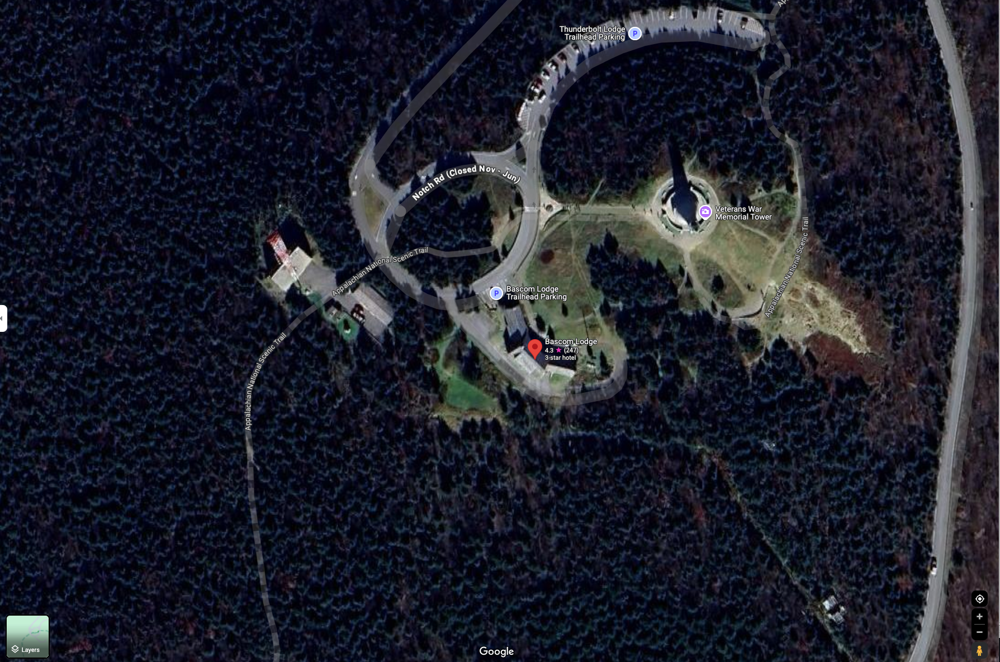 Ap
Thunderbolt Lodge
Trailhead Parking
P
Notch Rd (Closed Nov - Jun)
Veterans War
Memorial Tower
Appalachian National Scenic Trail
Appalachian National Scenic Trail
P
Bascom Lodge
Trailhead Parking
Appalachian National Scenic Trail
Bascom Lodge
4.3 ★ (247)
3-star hotel
Layers
Google